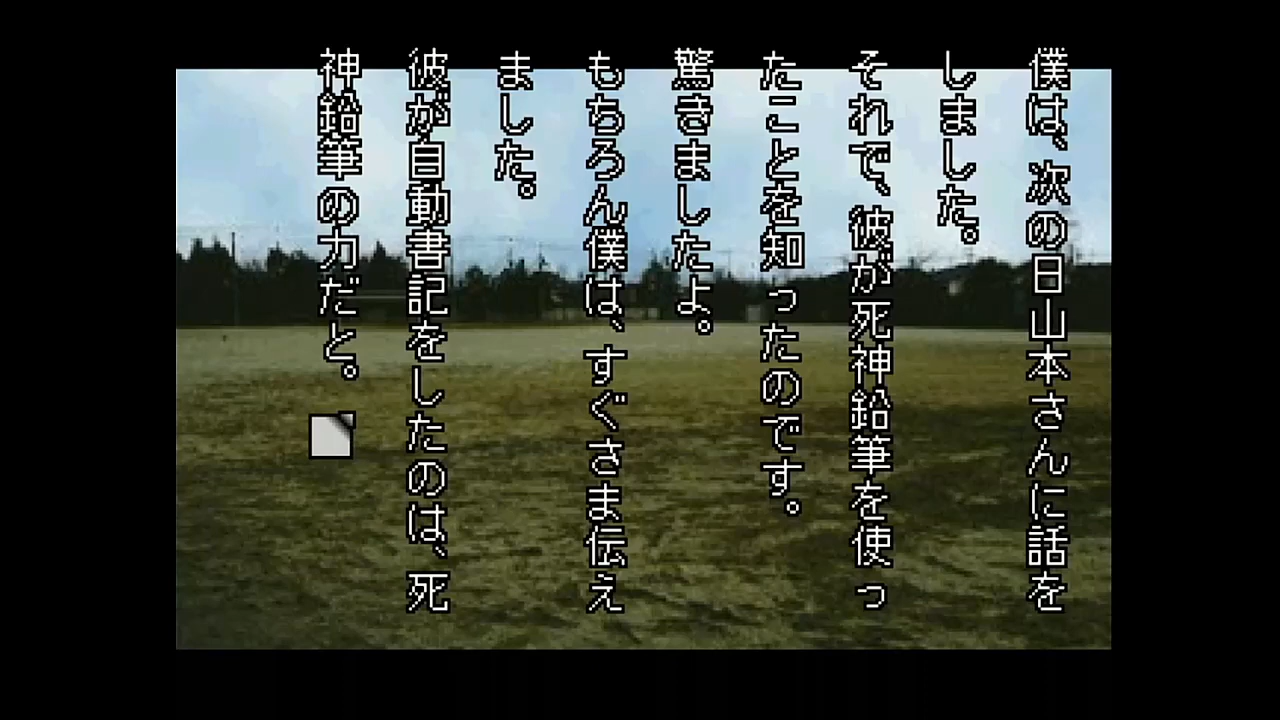 僕は、次の日山本さんに話を
しました。
それで、彼が死神鉛筆を使っ
たことを知ったのです。
驚きましたよ。
もちろん僕は、すぐさま伝え
ました。
彼が自動書記をしたのは、死
神鉛筆の力だと。